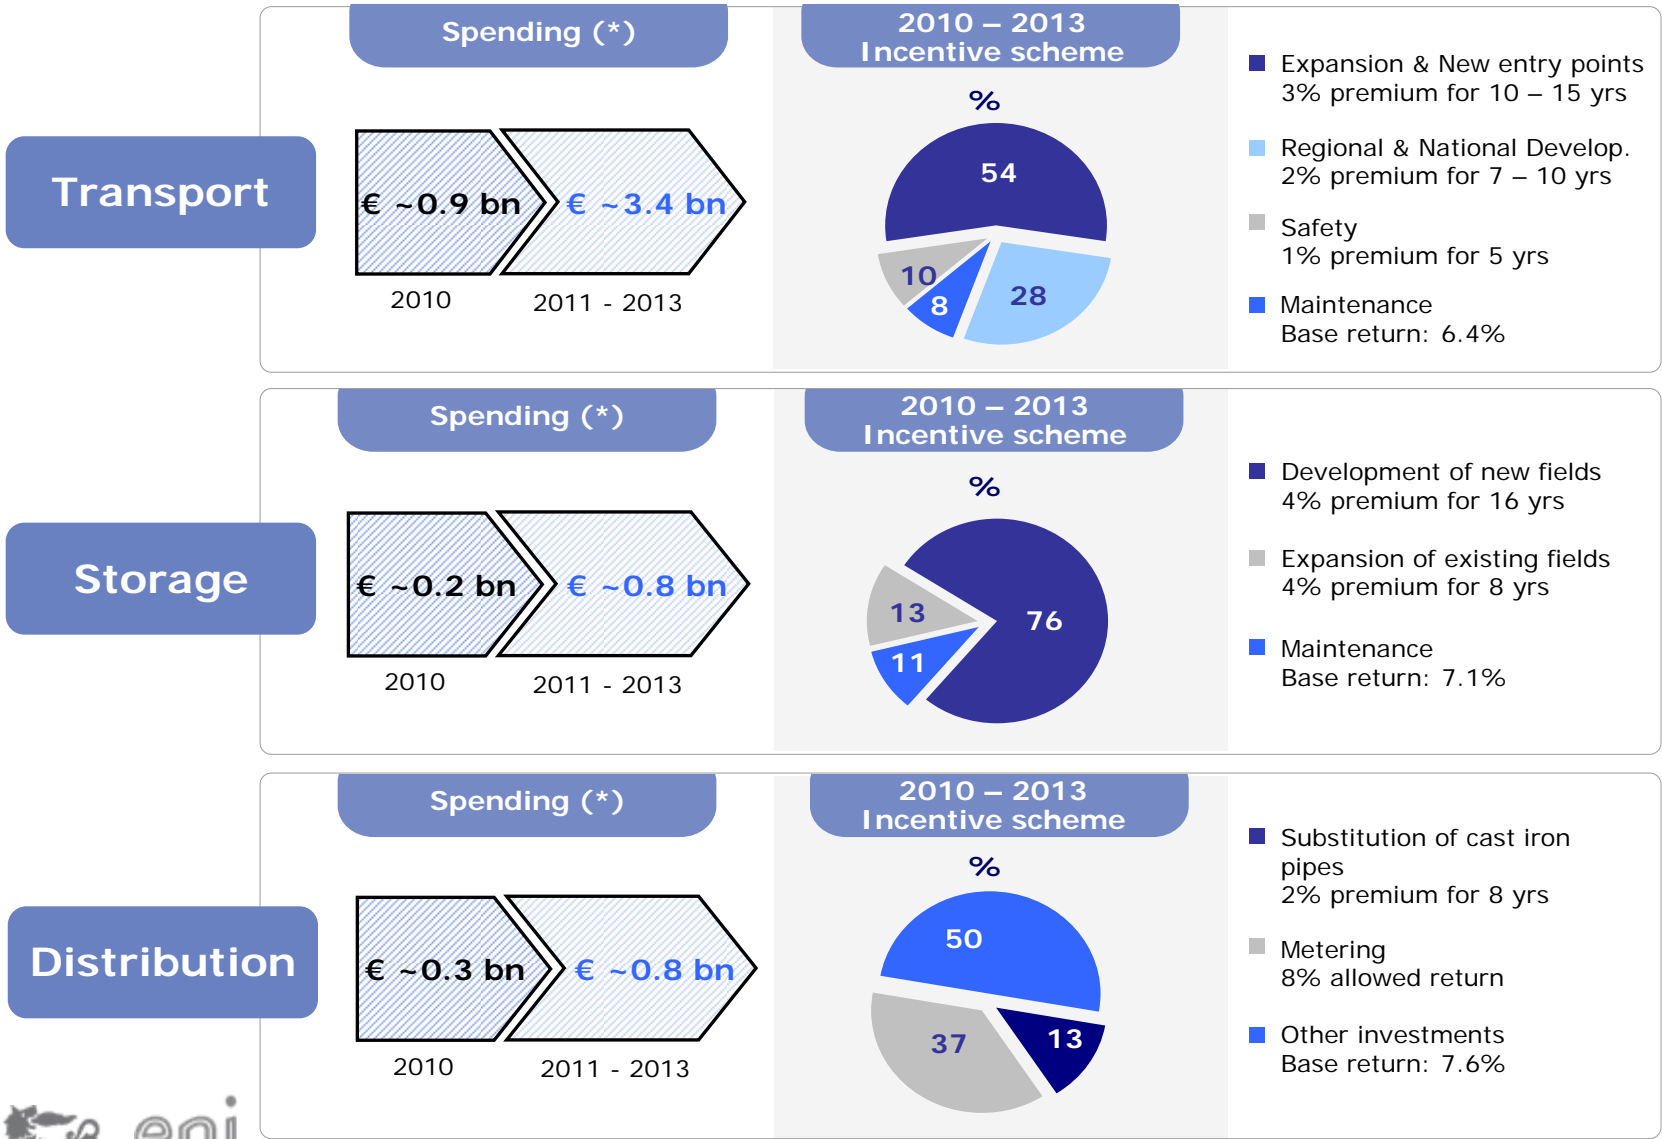 Transport
Spending (*)
€ ~0.9 bn
€ ~3.4 bn
2010
2011 - 2013
2010 – 2013
Incentive scheme
%
54
28
8
10
Expansion & New entry points
3% premium for 10 – 15 yrs
Regional & National Develop.
2% premium for 7 – 10 yrs
Safety
1% premium for 5 yrs
Maintenance
Base return: 6.4%
Storage
Spending (*)
€ ~0.2 bn
€ ~0.8 bn
2010
2011 - 2013
2010 – 2013
Incentive scheme
%
76
13
11
Development of new fields
4% premium for 16 yrs
Expansion of existing fields
4% premium for 8 yrs
Maintenance
Base return: 7.1%
Distribution
Spending (*)
€ ~0.3 bn
€ ~0.8 bn
2010
2011 - 2013
2010 – 2013
Incentive scheme
%
50
37
13
Substitution of cast iron
pipes
2% premium for 8 yrs
Metering
8% allowed return
Other investments
Base return: 7.6%
eni